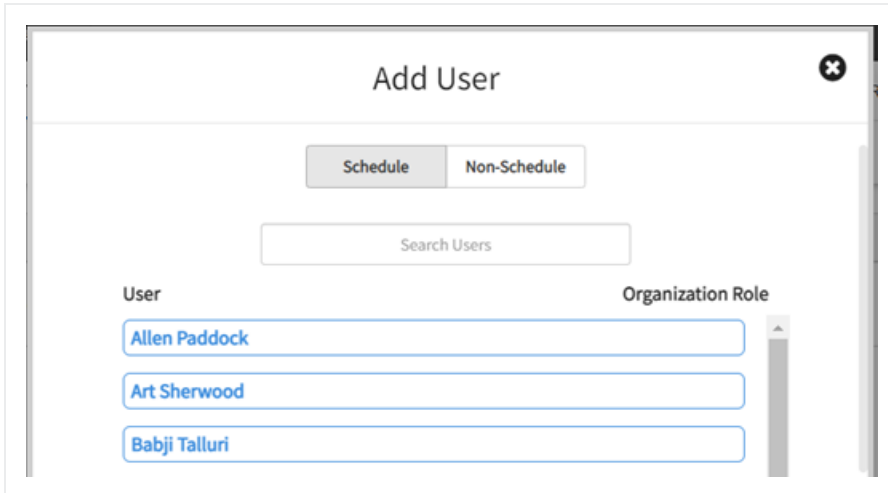 Add User
Schedule Non-Schedule
Search Users
User Organization Role
Allen Paddock
Art Sherwood
Babji Talluri